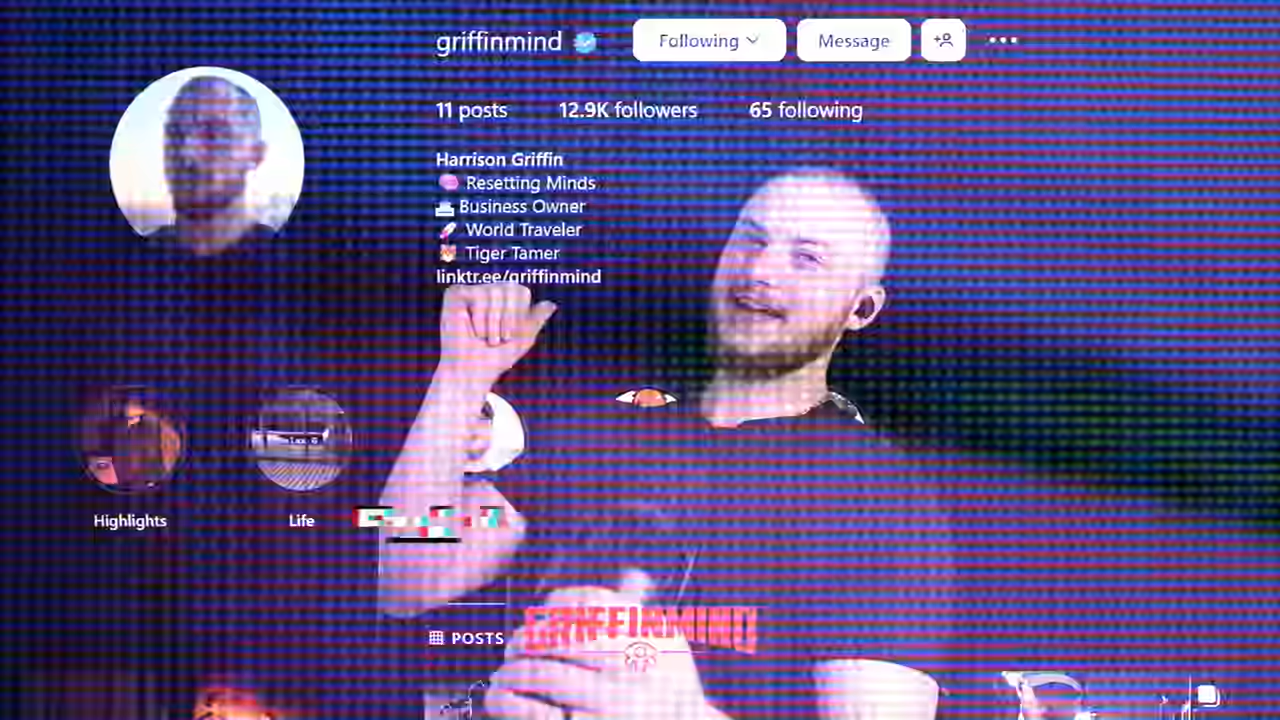 griffinmind
Following
Message
11 posts
12.9K followers
65 following
Harrison Griffin
Resetting Minds
Business Owner
World Traveler
Tiger Tamer
linktr.ee/griffinmind
Highlights
Life
POSTS
GRIFFINMIND